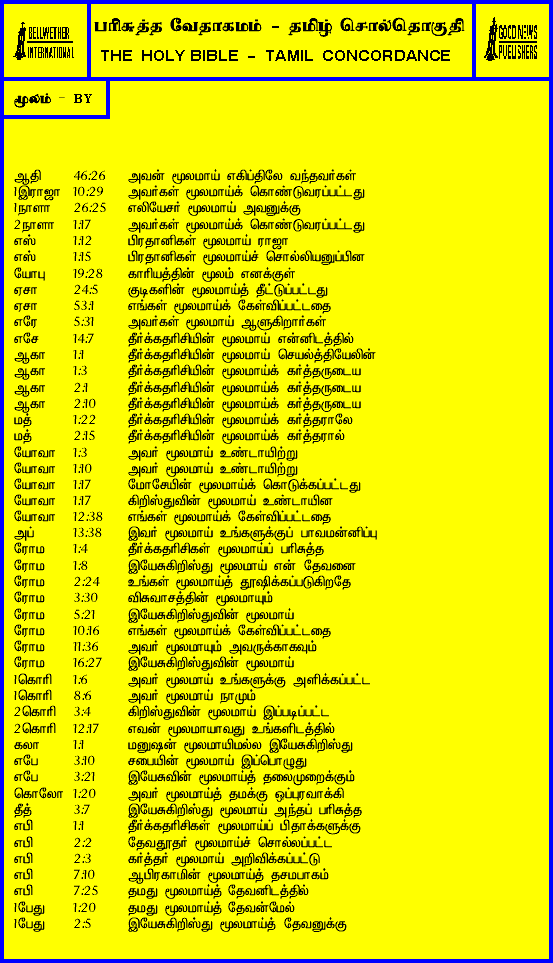 BELLWETHER
INTERNATIONAL
பரிசுத்த வேதாகமம் - தமிழ் சொல்தொகுதி
THE HOLY BIBLE - TAMIL CONCORDANCE
GOOD NEWS
PUBLISHERS
மூலம் - BY
ஆதி 46:26 அவன் மூலமாய் எகிப்திலே வந்தவர்கள்
1இராஜா 10:29 அவர்கள் மூலமாய்க் கொண்டுவரப்பட்டது
1நாளா 26:25 எலியேசர் மூலமாய் அவனுக்கு
2நாளா 1:17 அவர்கள் மூலமாய்க் கொண்டுவரப்பட்டது
எஸ் 1:12 பிரதானிகள் மூலமாய் ராஜா
எஸ் 1:15 பிரதானிகள் மூலமாய்ச் சொல்லியனுப்பின
யோபு 19:28 காரியத்தின் மூலம் எனக்குள்
ஏசா 24:5 குடிகளின் மூலமாய்த் தீட்டுப்பட்டது
ஏசா 53:1 எங்கள் மூலமாய்க் கேள்விப்பட்டதை
எரே 5:31 அவர்கள் மூலமாய் ஆளுகிறார்கள்
எசே 14:7 தீர்க்கதரிசியின் மூலமாய் என்னிடத்தில்
ஆகா 1:1 தீர்க்கதரிசியின் மூலமாய் செயல்த்தியேலின்
ஆகா 1:3 தீர்க்கதரிசியின் மூலமாய்க் கர்த்தருடைய
ஆகா 2:1 தீர்க்கதரிசியின் மூலமாய்க் கர்த்தருடைய
ஆகா 2:10 தீர்க்கதரிசியின் மூலமாய்க் கர்த்தருடைய
மத் 1:22 தீர்க்கதரிசியின் மூலமாய்க் கர்த்தராலே
மத் 2:15 தீர்க்கதரிசியின் மூலமாய்க் கர்த்தரால்
யோவா 1:3 அவர் மூலமாய் உண்டாயிற்று
யோவா 1:10 அவர் மூலமாய் உண்டாயிற்று
யோவா 1:17 மோசேயின் மூலமாய்க் கொடுக்கப்பட்டது
யோவா 1:17 கிறிஸ்துவின் மூலமாய் உண்டாயின
யோவா 12:38 எங்கள் மூலமாய்க் கேள்விப்பட்டதை
அப் 13:38 இவர் மூலமாய் உங்களுக்குப் பாவமன்னிப்பு
ரோம 1:4 தீர்க்கதரிசிகள் மூலமாய்ப் பரிசுத்த
ரோம 1:8 இயேசுகிறிஸ்து மூலமாய் என் தேவனை
ரோம 2:24 உங்கள் மூலமாய்த் தூஷிக்கப்படுகிறதே
ரோம 3:30 விசுவாசத்தின் மூலமாயும்
ரோம 5:21 இயேசுகிறிஸ்துவின் மூலமாய்
ரோம 10:16 எங்கள் மூலமாய்க் கேள்விப்பட்டதை
ரோம 11:36 அவர் மூலமாயும் அவருக்காகவும்
ரோம 16:27 இயேசுகிறிஸ்துவின் மூலமாய்
1கொரி 1:6 அவர் மூலமாய் உங்களுக்கு அளிக்கப்பட்ட
1கொரி 8:6 அவர் மூலமாய் நாமும்
2கொரி 3:4 கிறிஸ்துவின் மூலமாய் இப்படிப்பட்ட
2கொரி 12:17 எவன் மூலமாயாவது உங்களிடத்தில்
கலா 1:1 மனுஷன் மூலமாயிமல்ல இயேசுகிறிஸ்து
எபே 3:10 சபையின் மூலமாய் இப்பொழுது
எபே 3:21 இயேசுவின் மூலமாய்த் தலைமுறைக்கும்
கொலோ 1:20 அவர் மூலமாய்த் தமக்கு ஒப்புரவாக்கி
தீத் 3:7 இயேசுகிறிஸ்து மூலமாய் அந்தப் பரிசுத்த
எபி 1:1 தீர்க்கதரிசிகள் மூலமாய்ப் பிதாக்களுக்கு
எபி 2:2 தேவதூதர் மூலமாய்ச் சொல்லப்பட்ட
எபி 2:3 கர்த்தர் மூலமாய் அறிவிக்கப்பட்டு
எபி 7:10 ஆபிரகாமின் மூலமாய்த் தசமபாகம்
எபி 7:25 தமது மூலமாய்த் தேவனிடத்தில்
1பேது 1:20 தமது மூலமாய்த் தேவன்மேல்
1பேது 2:5 இயேசுகிறிஸ்து மூலமாய்த் தேவனுக்கு